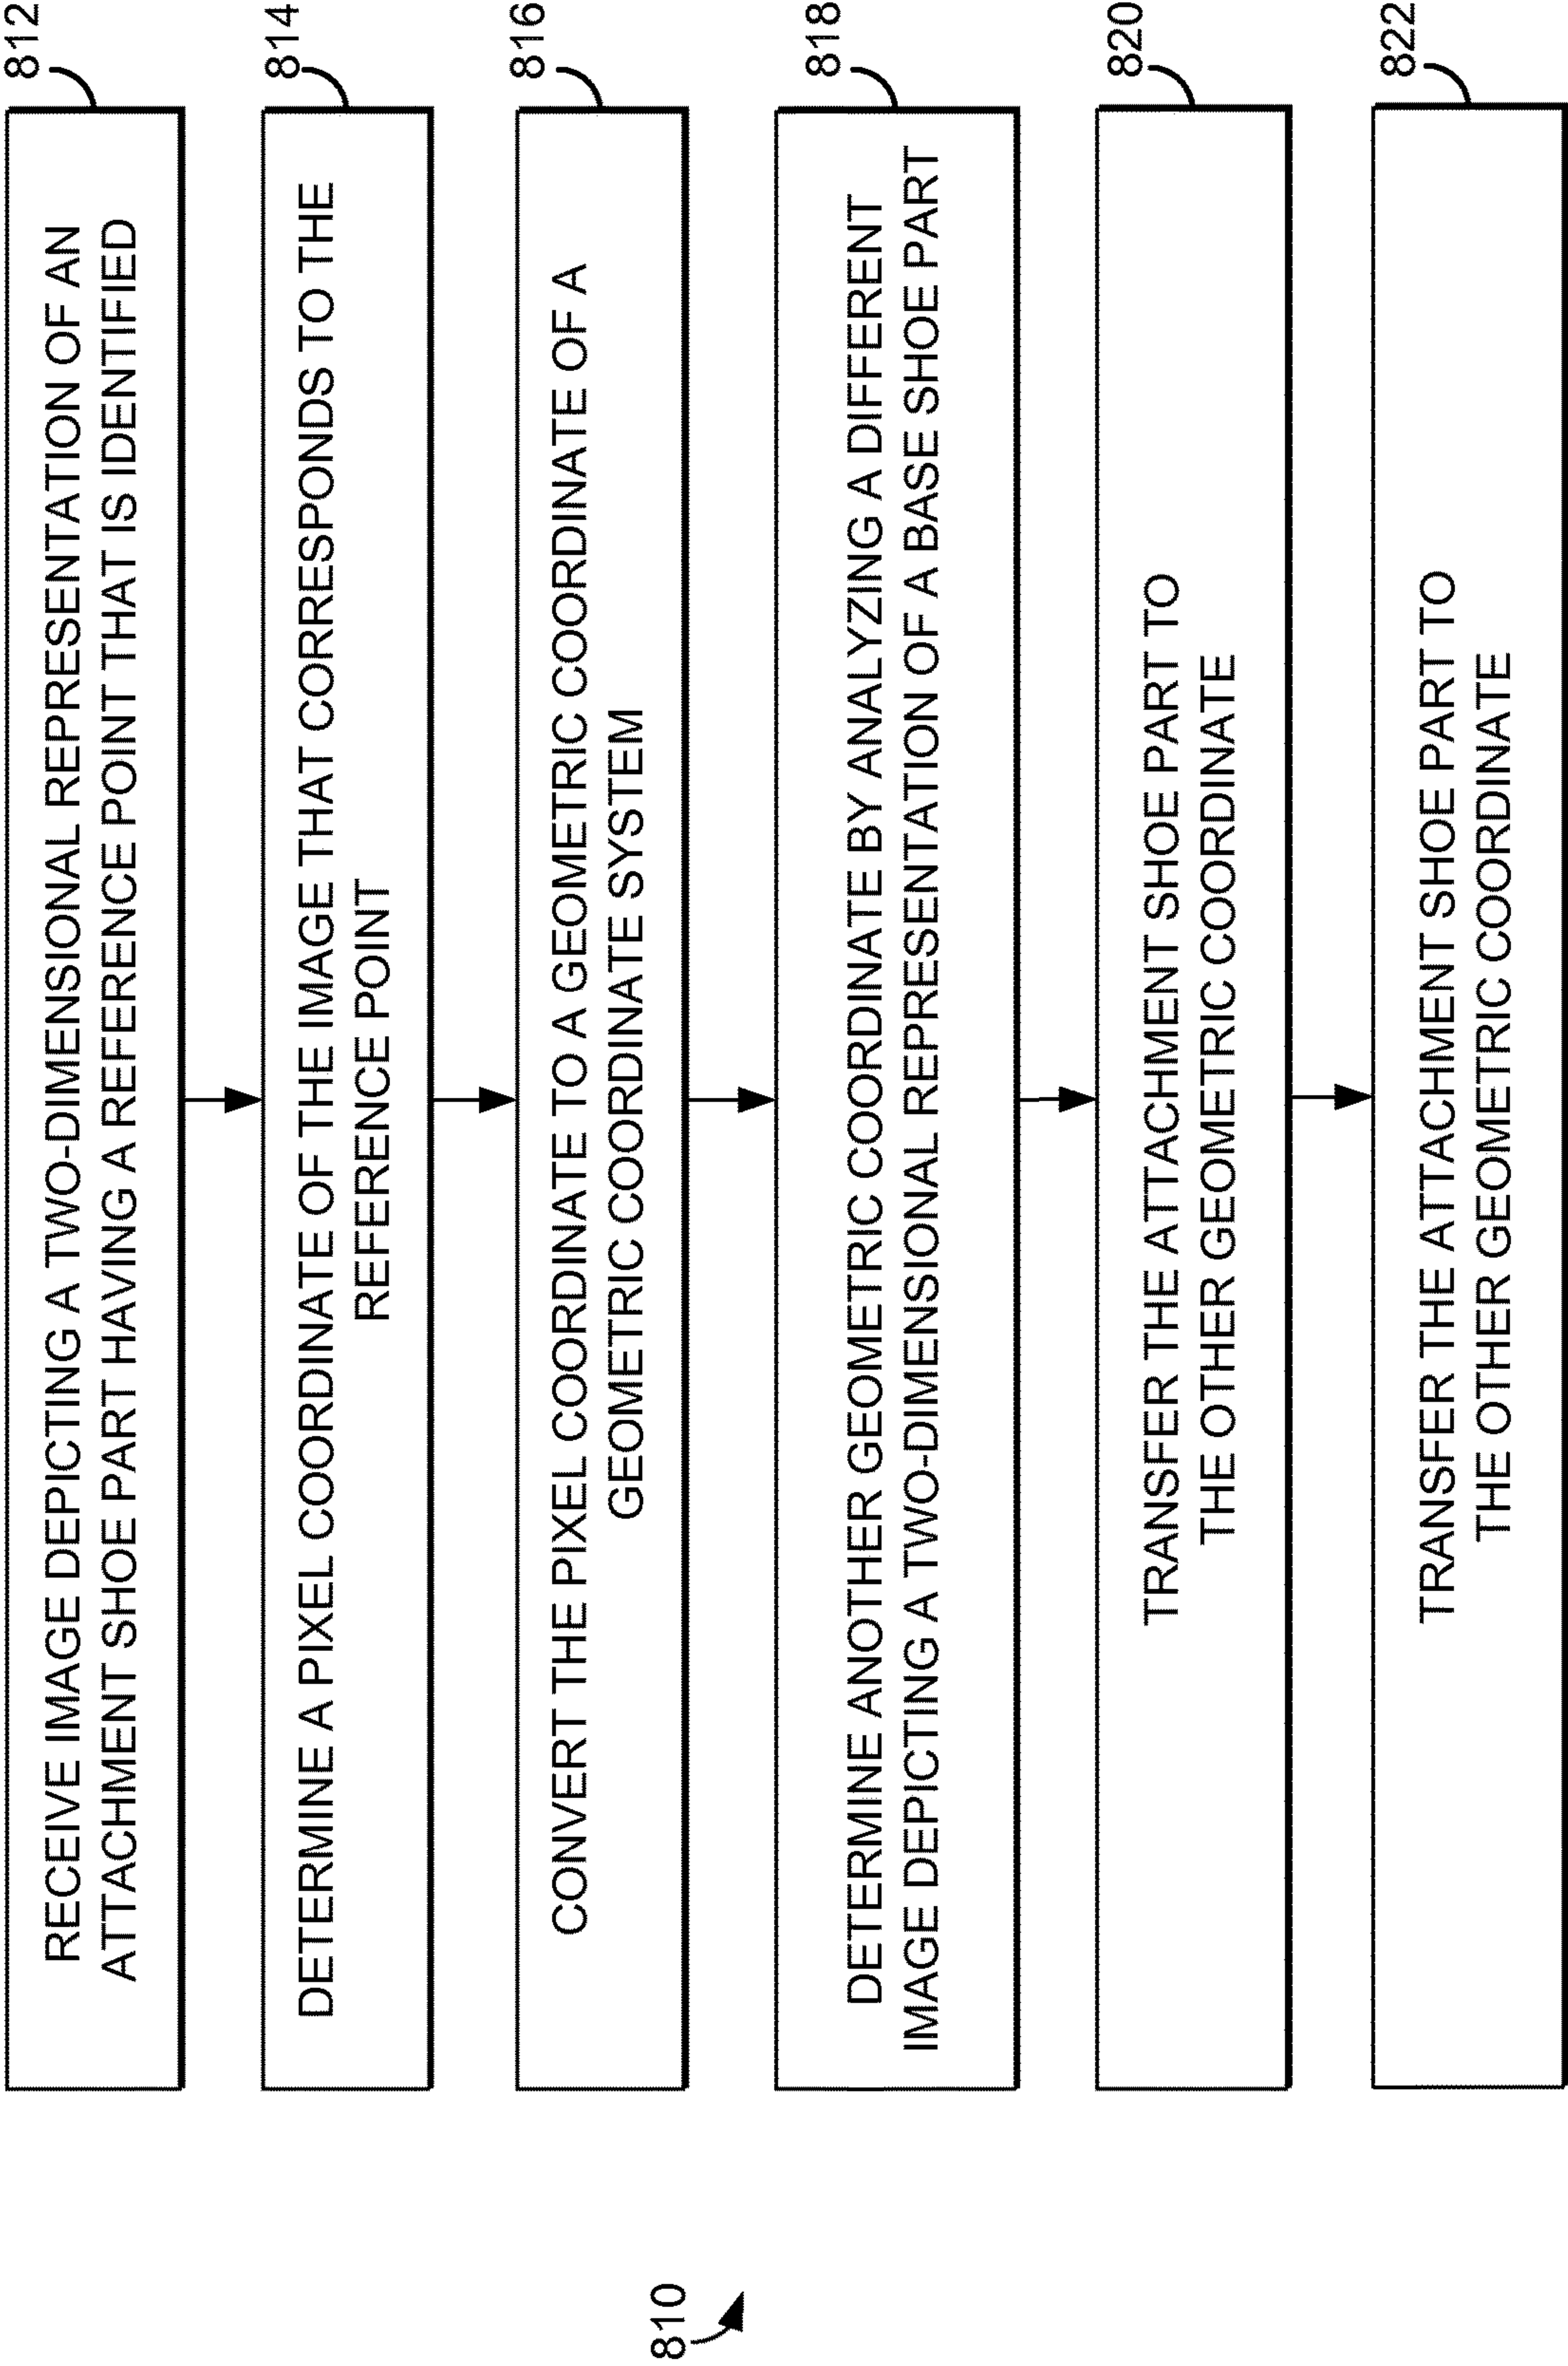 810
812
RECEIVE IMAGE DEPICTING A TWO-DIMENSIONAL REPRESENTATION OF AN
ATTACHMENT SHOE PART HAVING A REFERENCE POINT THAT IS IDENTIFIED
814
DETERMINE A PIXEL COORDINATE OF THE IMAGE THAT CORRESPONDS TO THE
REFERENCE POINT
816
CONVERT THE PIXEL COORDINATE TO A GEOMETRIC COORDINATE OF A
GEOMETRIC COORDINATE SYSTEM
818
DETERMINE ANOTHER GEOMETRIC COORDINATE BY ANALYZING A DIFFERENT
IMAGE DEPICTING A TWO-DIMENSIONAL REPRESENTATION OF A BASE SHOE PART
820
TRANSFER THE ATTACHMENT SHOE PART TO
THE OTHER GEOMETRIC COORDINATE
822
TRANSFER THE ATTACHMENT SHOE PART TO
THE OTHER GEOMETRIC COORDINATE